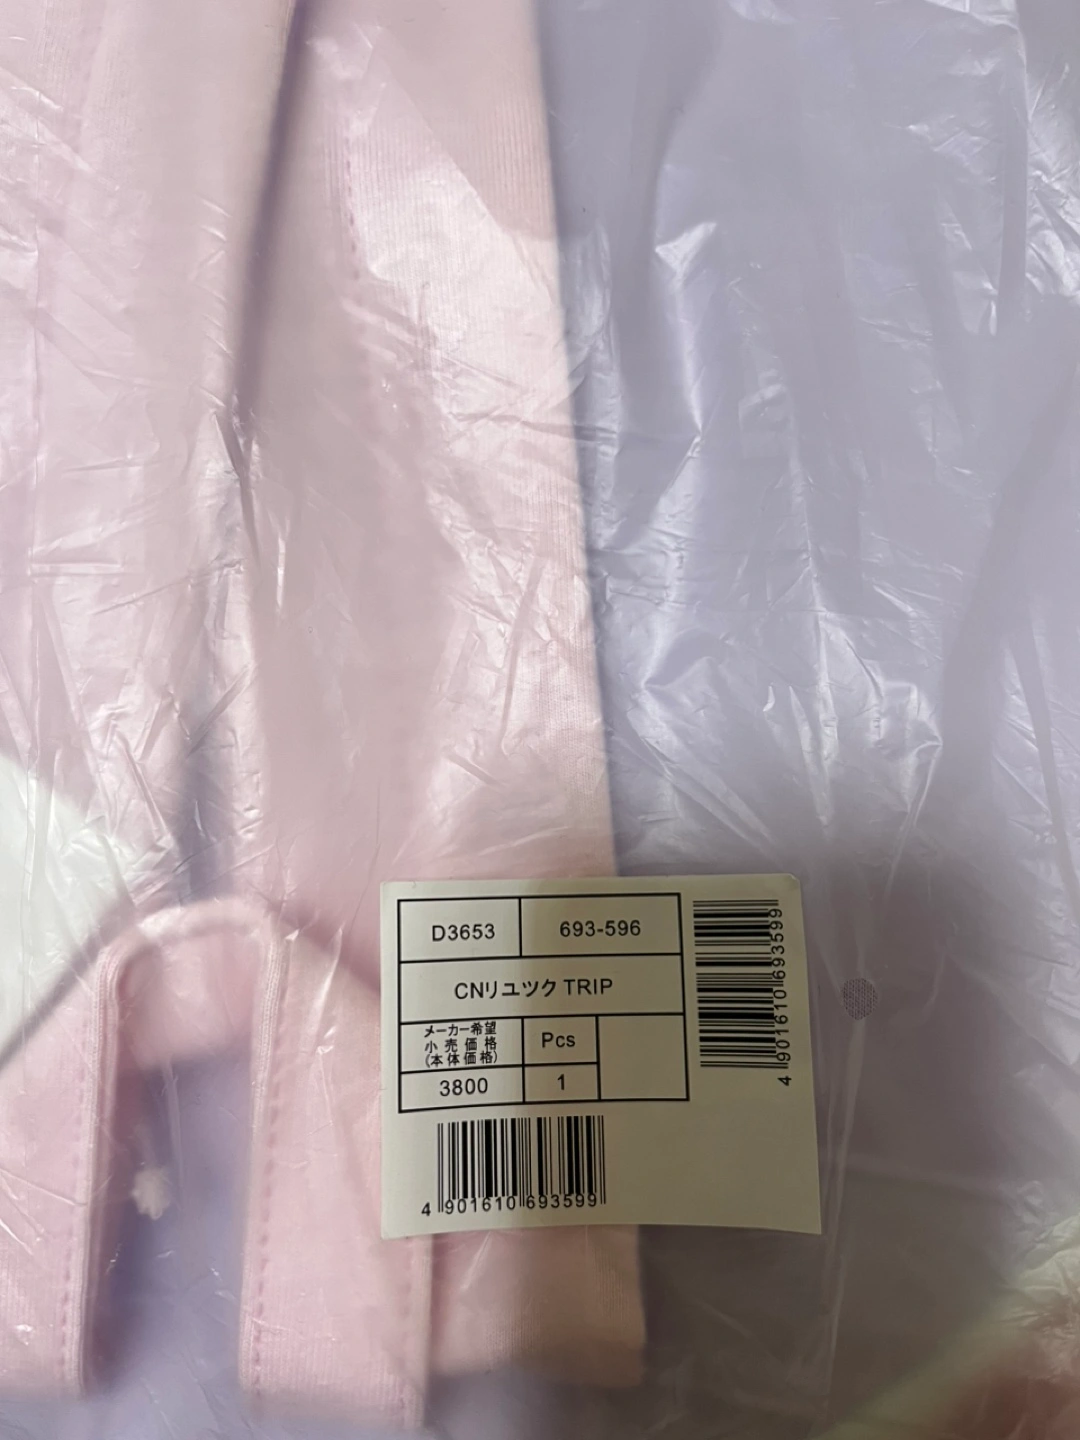 D3653 693-596
CNリユツク TRIP
メーカー希望
小売価格
(本体価格)
Pcs
3800 1
4 901610 693599
4 901610 693599